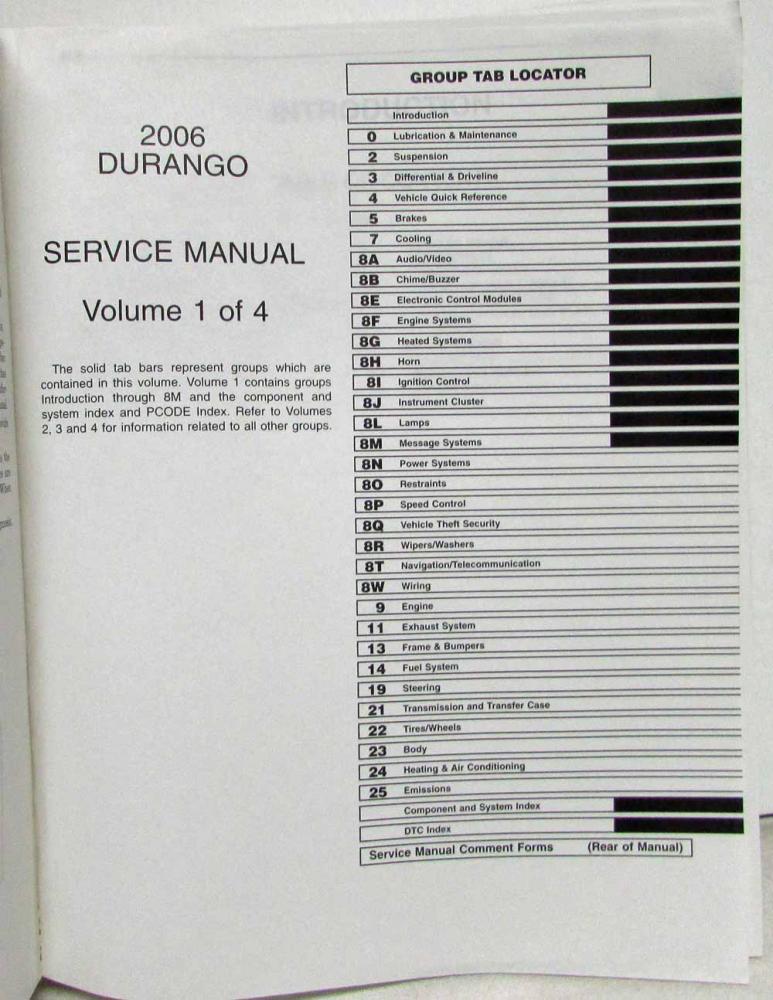 2006
DURANGO
SERVICE MANUAL
Volume 1 of 4
The solid tab bars represent groups which are
contained in this volume. Volume 1 contains groups
Introduction through 8M and the component and
system index and PCODE Index. Refer to Volumes
2, 3 and 4 for information related to all other groups.
GROUP TAB LOCATOR
Introduction
0 Lubrication & Maintenance
2 Suspension
3 Differential & Driveline
4 Vehicle Quick Reference
5 Brakes
7 Cooling
8A Audio/Video
8B Chime/Buzzer
8E Electronic Control Modules
8F Engine Systems
8G Heated Systems
8H Horn
8I Ignition Control
8J Instrument Cluster
8L Lamps
8M Message Systems
8N Power Systems
8O Restraints
8P Speed Control
8Q Vehicle Theft Security
8R Wipers/Washers
8T Navigation/Telecommunication
8W Wiring
9 Engine
11 Exhaust System
13 Frame & Bumpers
14 Fuel System
19 Steering
21 Transmission and Transfer Case
22 Tires/Wheels
23 Body
24 Heating & Air Conditioning
25 Emissions
Component and System Index
DTC Index
Service Manual Comment Forms (Rear of Manual)